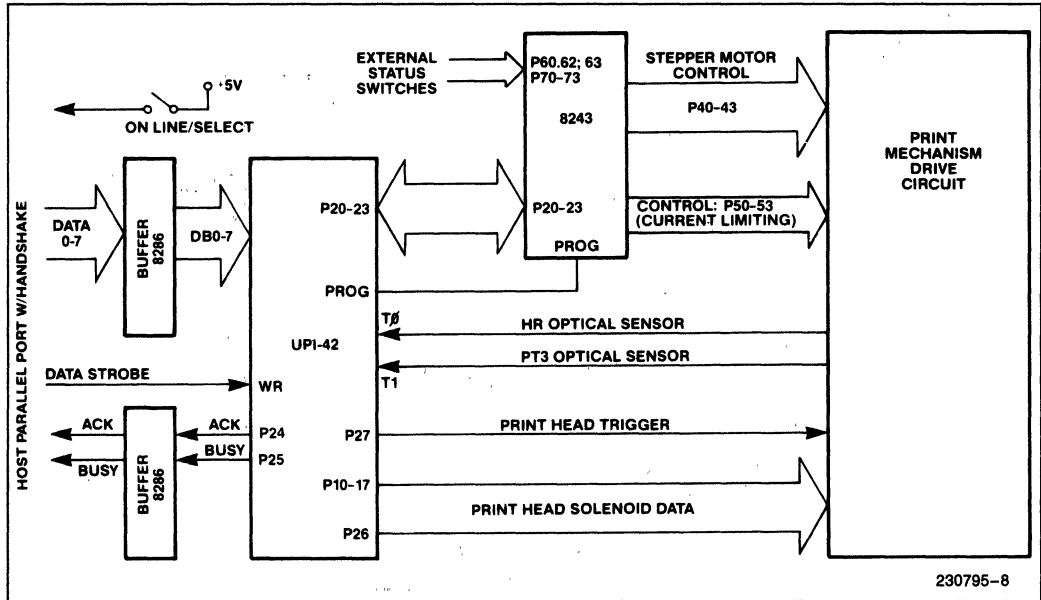 EXTERNAL
STATUS
SWITCHES
P60.62; 63
P70-73
8243
STEPPER MOTOR
CONTROL
P40-43
PRINT
MECHANISM
DRIVE
CIRCUIT
+5V
ON LINE/SELECT
HOST PARALLEL PORT W/HANDSHAKE
DATA
0-7
BUFFER
8286
DB0-7
P20-23
P20-23
CONTROL: P50-53
(CURRENT LIMITING)
PROG
PROG
UPI-42
TØ
HR OPTICAL SENSOR
PT3 OPTICAL SENSOR
T1
DATA STROBE
WR
ACK
BUSY
BUFFER
8286
ACK
BUSY
P24
P25
P27
PRINT HEAD TRIGGER
P10-17
PRINT HEAD SOLENOID DATA
P26
230795-8